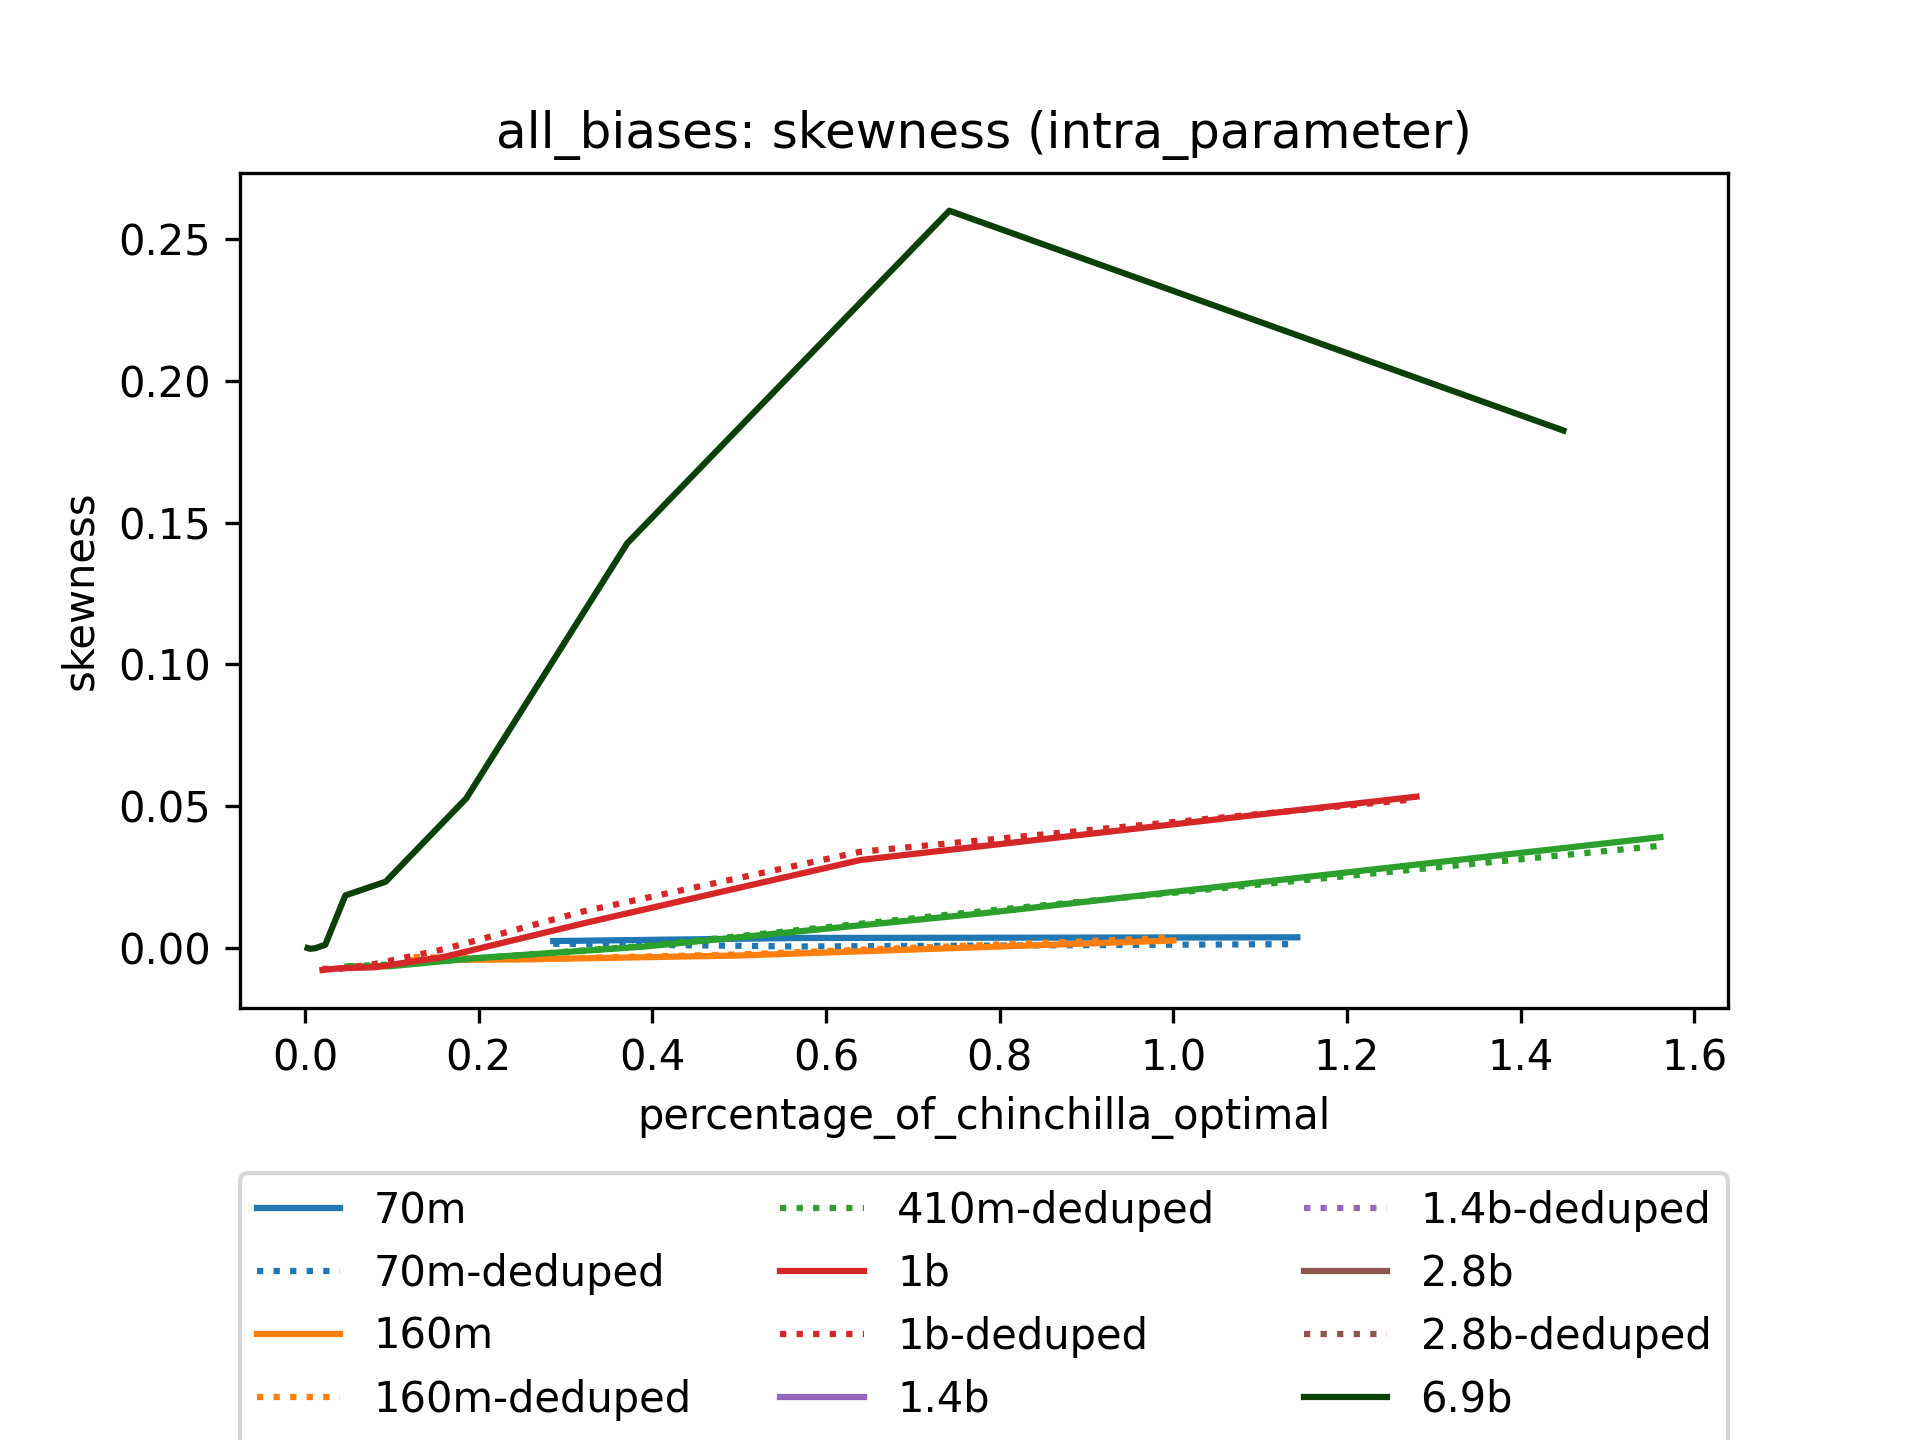 all_biases: skewness (intra_parameter)
0.25
0.20
0.15
0.10
0.05
0.00
skewness
0.0 0.2 0.4 0.6 0.8 1.0 1.2 1.4 1.6
percentage_of_chinchilla_optimal
70m
70m-deduped
160m
160m-deduped
410m-deduped
1b
1b-deduped
1.4b
1.4b-deduped
2.8b
2.8b-deduped
6.9b